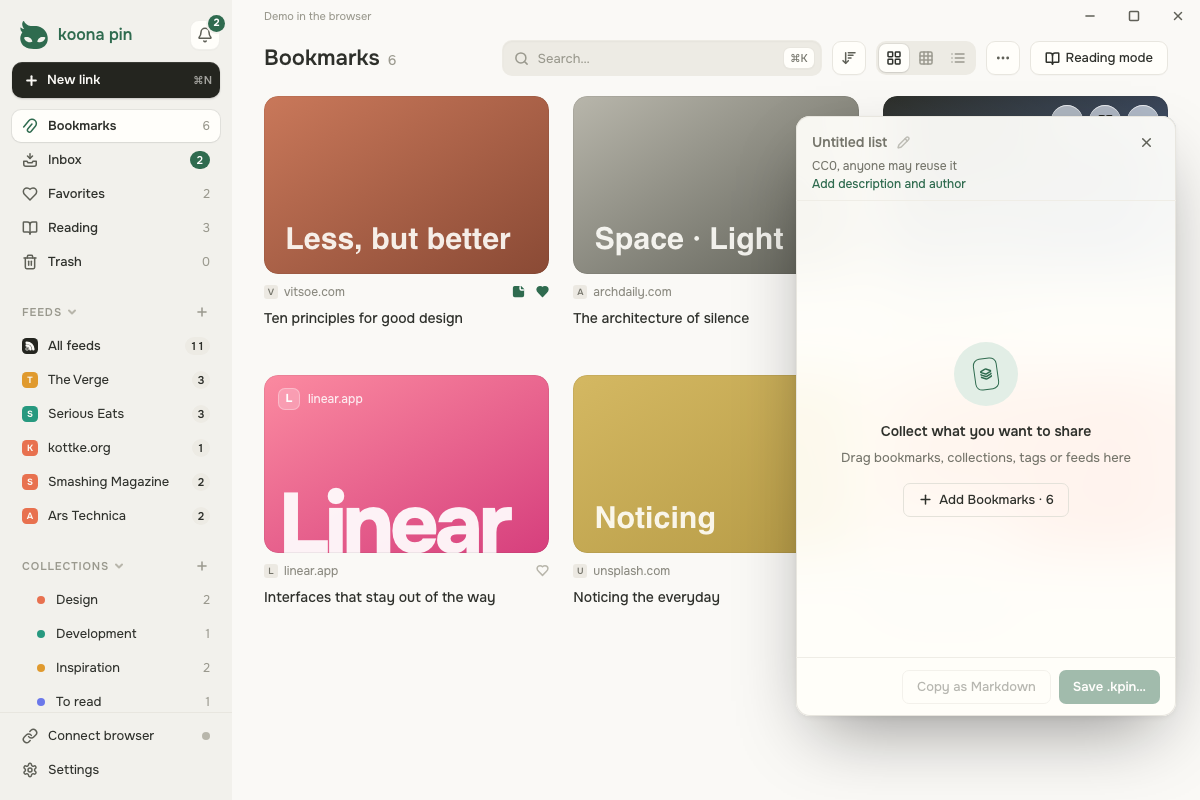 koona pin
2
New link ⌘N
Bookmarks 6
Inbox 2
Favorites 2
Reading 3
Trash 0
FEEDS
All feeds 11
T The Verge 3
S Serious Eats 3
K kottke.org 1
S Smashing Magazine 2
A Ars Technica 2
COLLECTIONS
Design 2
Development 1
Inspiration 2
To read 1
Connect browser
Settings
Demo in the browser
Bookmarks 6
Search... ⌘K
Reading mode
Less, but better
V vitsoe.com
Ten principles for good design
Space · Light
A archdaily.com
The architecture of silence
L linear.app
Linear
L linear.app
Interfaces that stay out of the way
Noticing
U unsplash.com
Noticing the everyday
Untitled list
CC0, anyone may reuse it
Add description and author
Collect what you want to share
Drag bookmarks, collections, tags or feeds here
Add Bookmarks · 6
Copy as Markdown
Save .kpin...